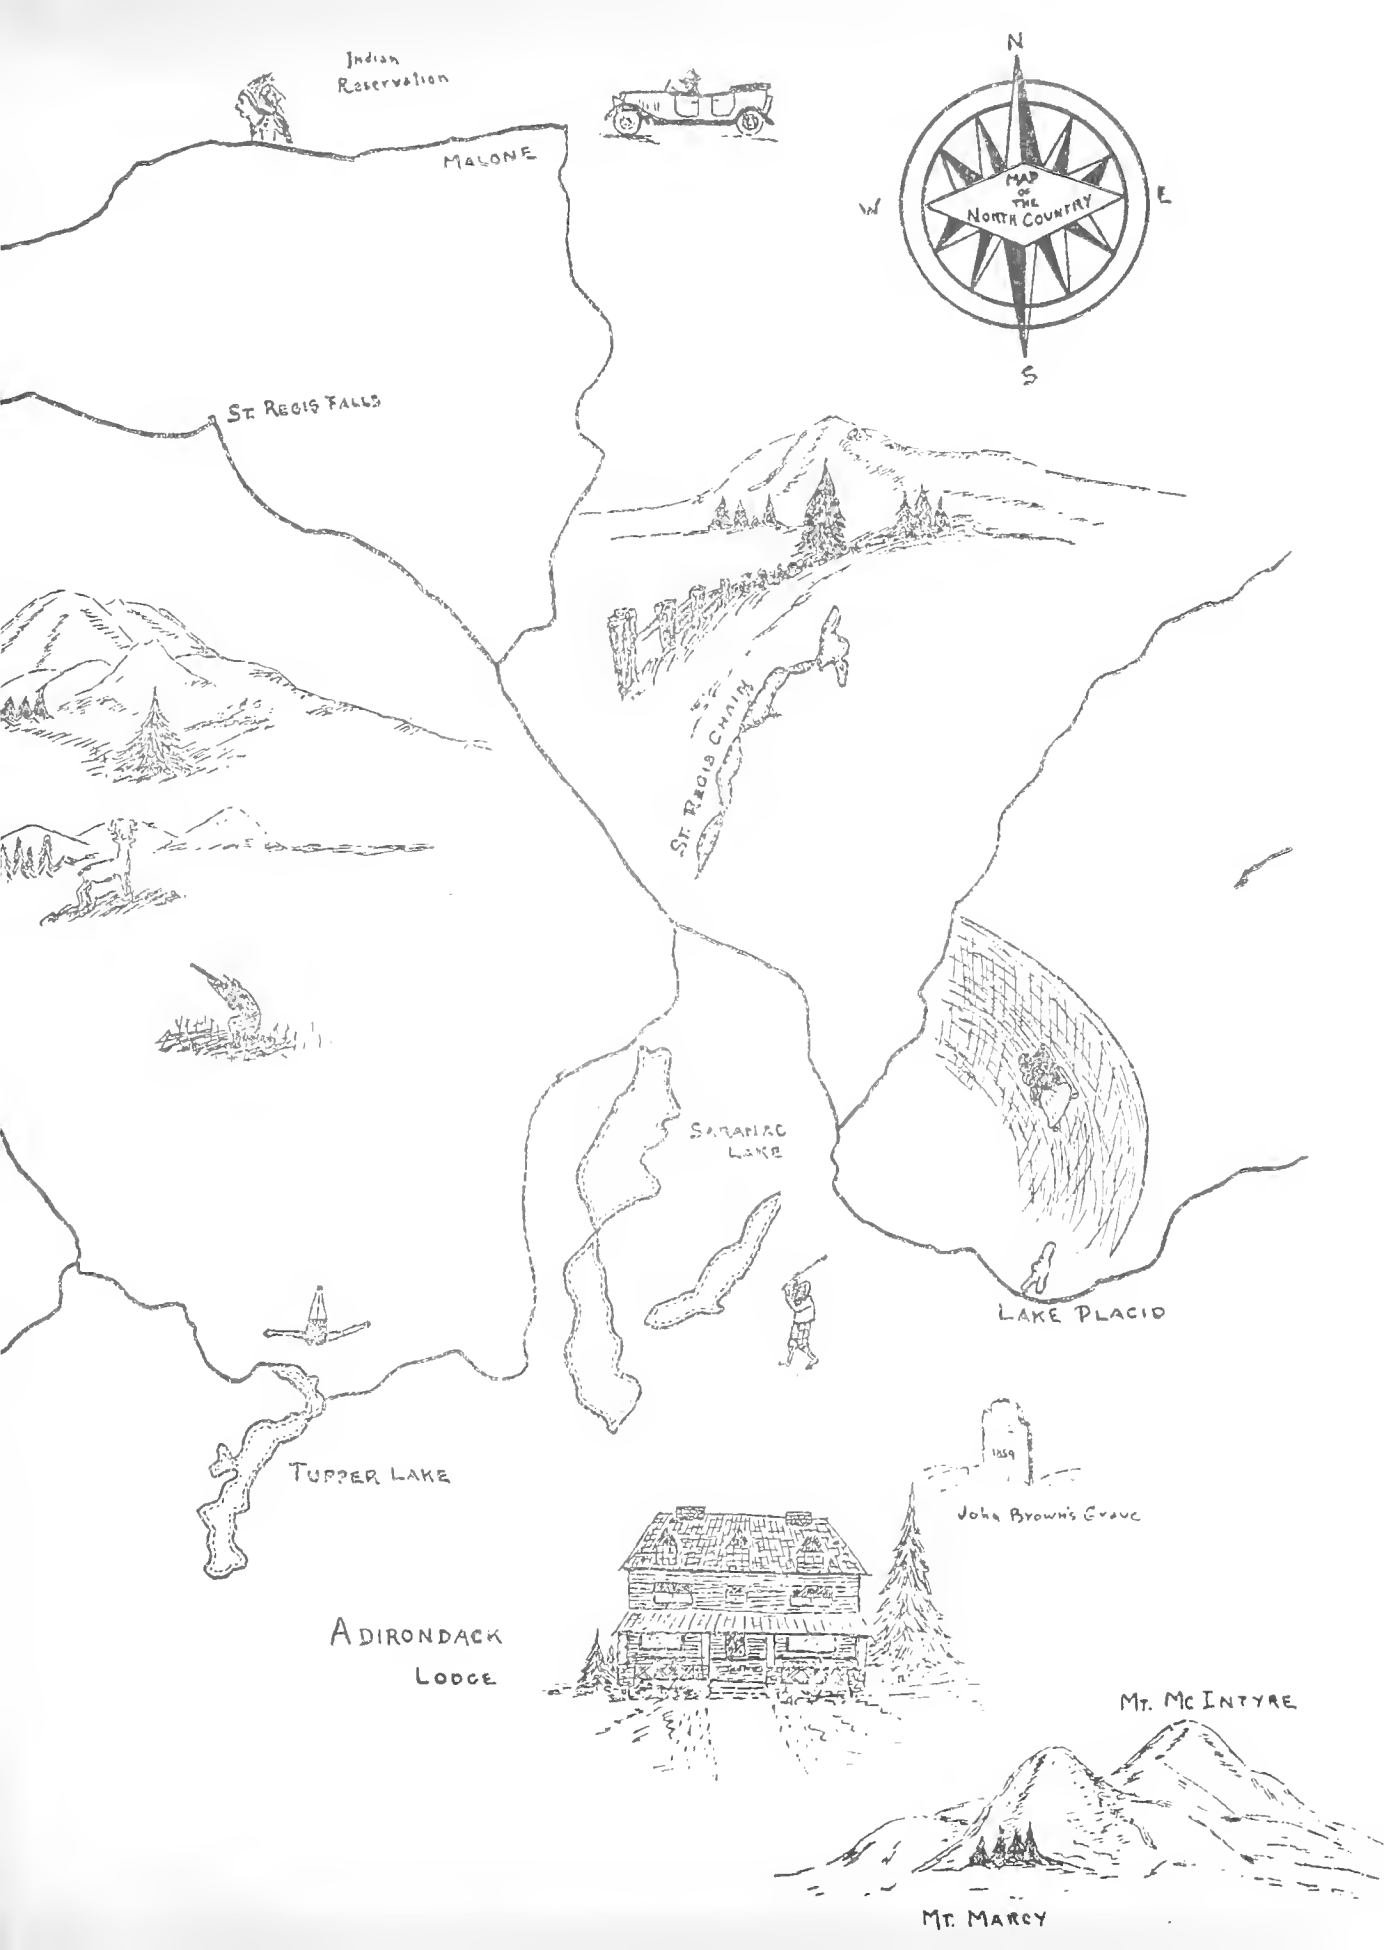 Indian
Reservation
MALONE
N
W
E
S
MAP
OF
THE
NORTH COUNTRY
ST. REGIS FALLS
ST. REGIS CHAIN
SARANAC
LAKE
LAKE PLACID
TUPPER LAKE
1859
John Brown's Grave
ADIRONDACK
LODGE
MT. MCINTYRE
MT. MARCY